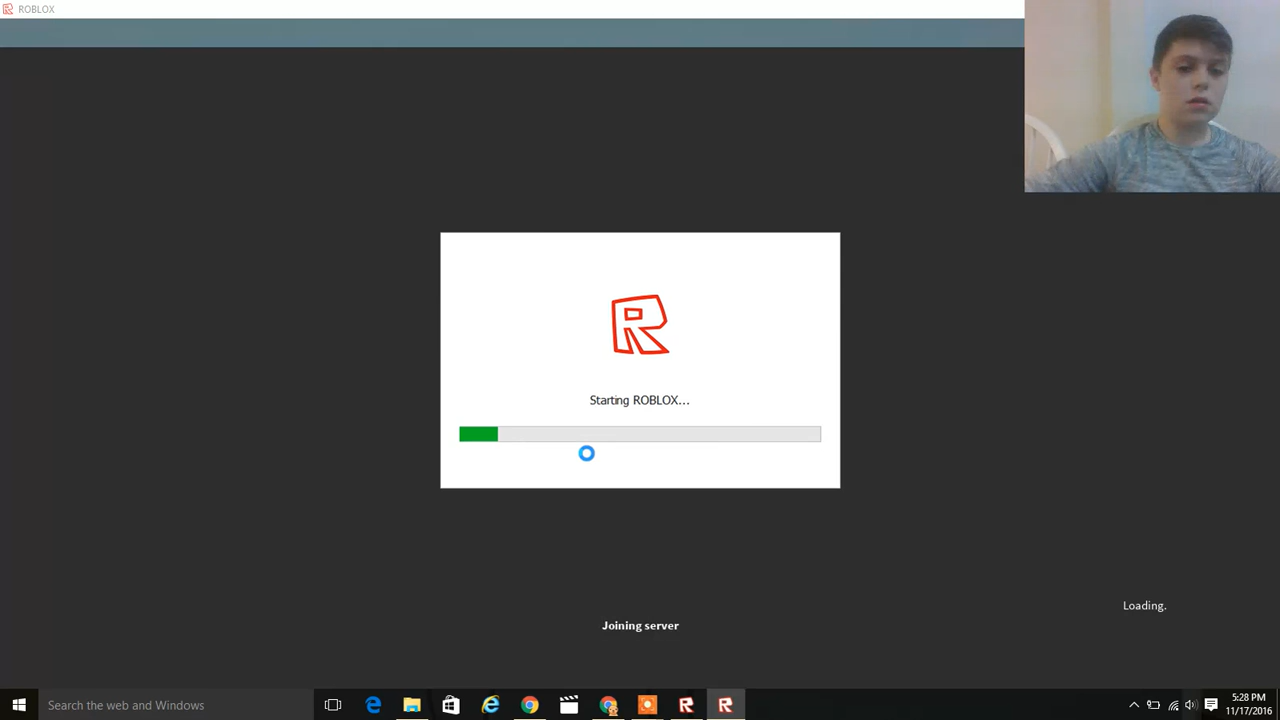 ROBLOX
Starting ROBLOX...
Loading.
Joining server
Search the web and Windows
5:28 PM
11/17/2016